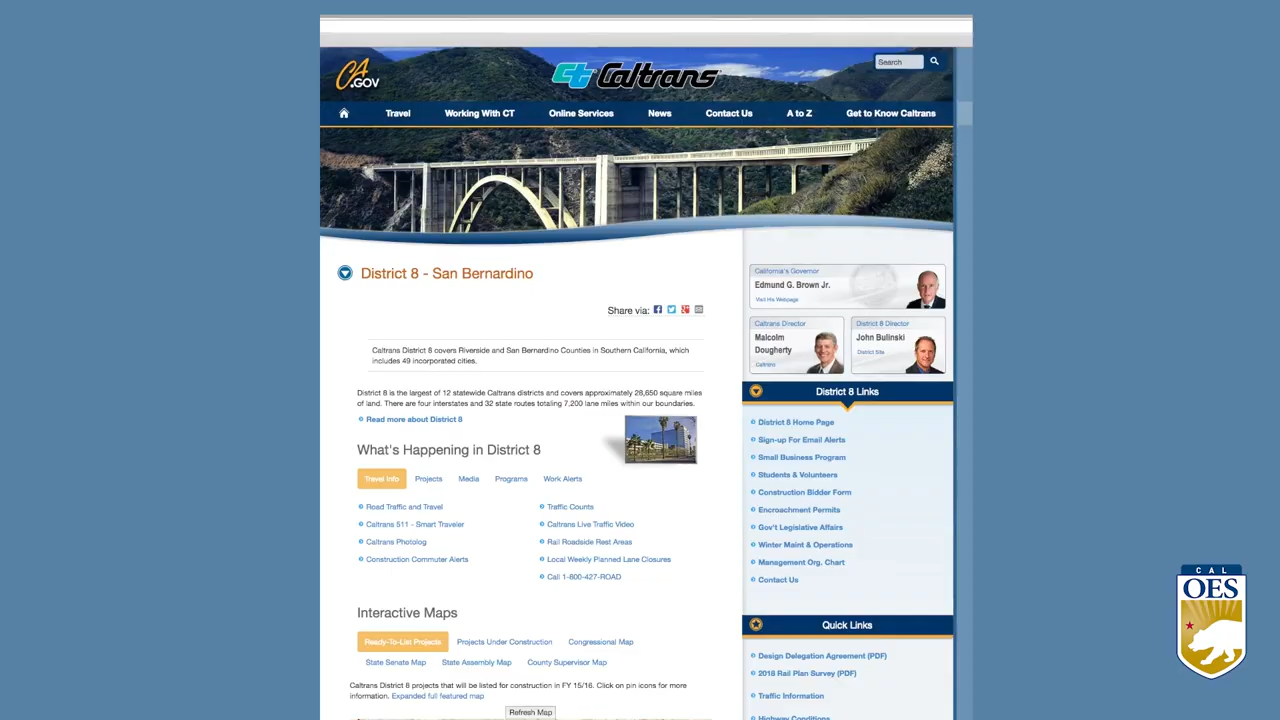 CA
.GOV
ct Caltrans
Search
Travel
Working With CT
Online Services
News
Contact Us
A to Z
Get to Know Caltrans
District 8 - San Bernardino
Share via:
Caltrans District 8 covers Riverside and San Bernardino Counties in Southern California, which
includes 49 incorporated cities.
District 8 is the largest of 12 statewide Caltrans districts and covers approximately 28,650 square miles
of land. There are four interstates and 32 state routes totaling 7,200 lane miles within our boundaries.
Read more about District 8
What's Happening in District 8
Travel Info
Projects
Media
Programs
Work Alerts
Road Traffic and Travel
Caltrans 511 - Smart Traveler
Caltrans Photolog
Construction Commuter Alerts
Traffic Counts
Caltrans Live Traffic Video
Rail Roadside Rest Areas
Local Weekly Planned Lane Closures
Call 1-800-427-ROAD
Interactive Maps
Ready-To-List Projects
Projects Under Construction
Congressional Map
State Senate Map
State Assembly Map
County Supervisor Map
Caltrans District 8 projects that will be listed for construction in FY 15/16. Click on pin icons for more
information. Expanded full featured map
Refresh Map
California's Governor
Edmund G. Brown Jr.
Visit His Webpage
Caltrans Director
Malcolm
Dougherty
Caltrans
District 8 Director
John Bulinski
District Site
District 8 Links
District 8 Home Page
Sign-up For Email Alerts
Small Business Program
Students & Volunteers
Construction Bidder Form
Encroachment Permits
Gov't Legislative Affairs
Winter Maint & Operations
Management Org. Chart
Contact Us
Quick Links
Design Delegation Agreement (PDF)
2018 Rail Plan Survey (PDF)
Traffic Information
Highway Conditions
CAL
OES